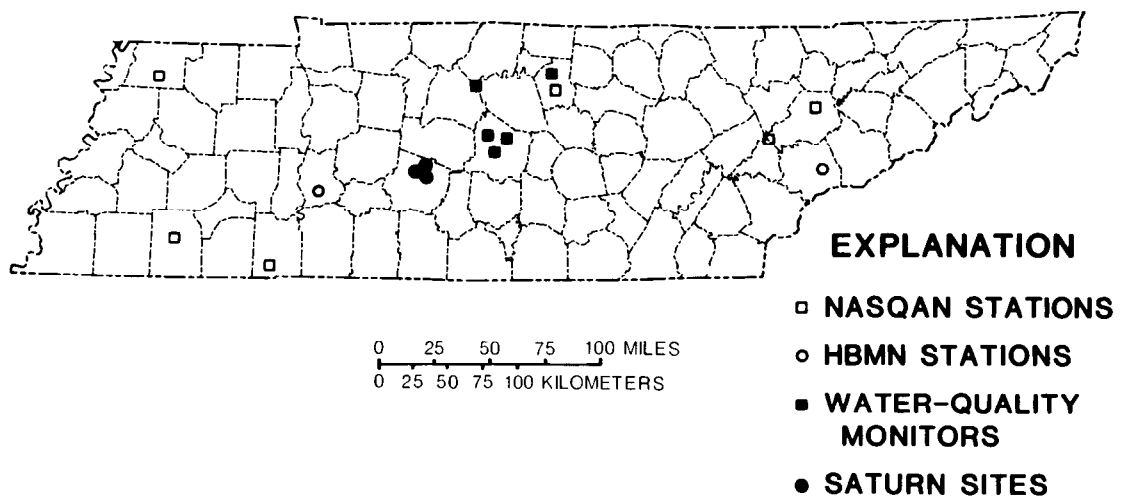 EXPLANATION
NASQAN STATIONS
HBMN STATIONS
WATER-QUALITY
MONITORS
SATURN SITES
0 25 50 75 100 MILES
0 25 50 75 100 KILOMETERS